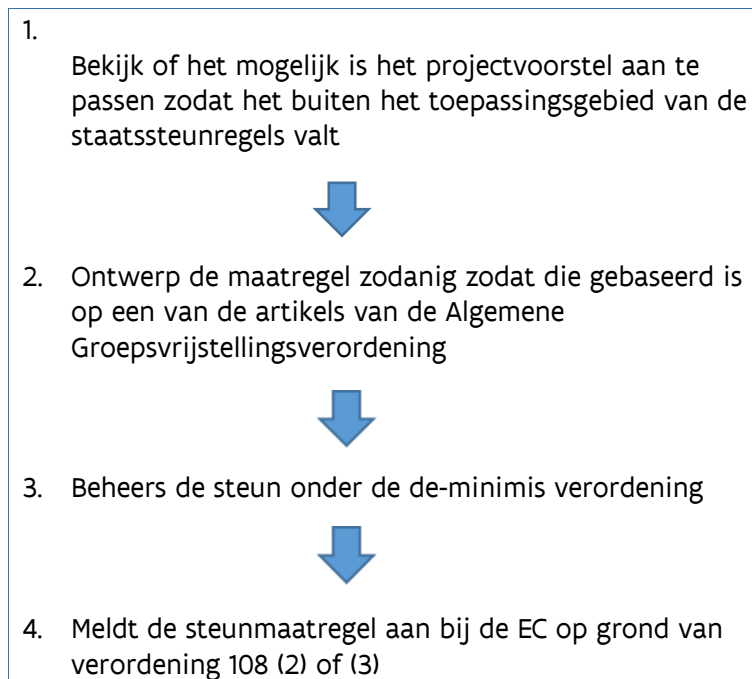 1.
Bekijk of het mogelijk is het projectvoorstel aan te
passen zodat het buiten het toepassingsgebied van de
staatssteunregels valt
2. Ontwerp de maatregel zodanig zodat die gebaseerd is
op een van de artikels van de Algemene
Groepsvrijstellingsverordening
3. Beheers de steun onder de de-minimis verordening
4. Meldt de steunmaatregel aan bij de EC op grond van
verordening 108 (2) of (3)